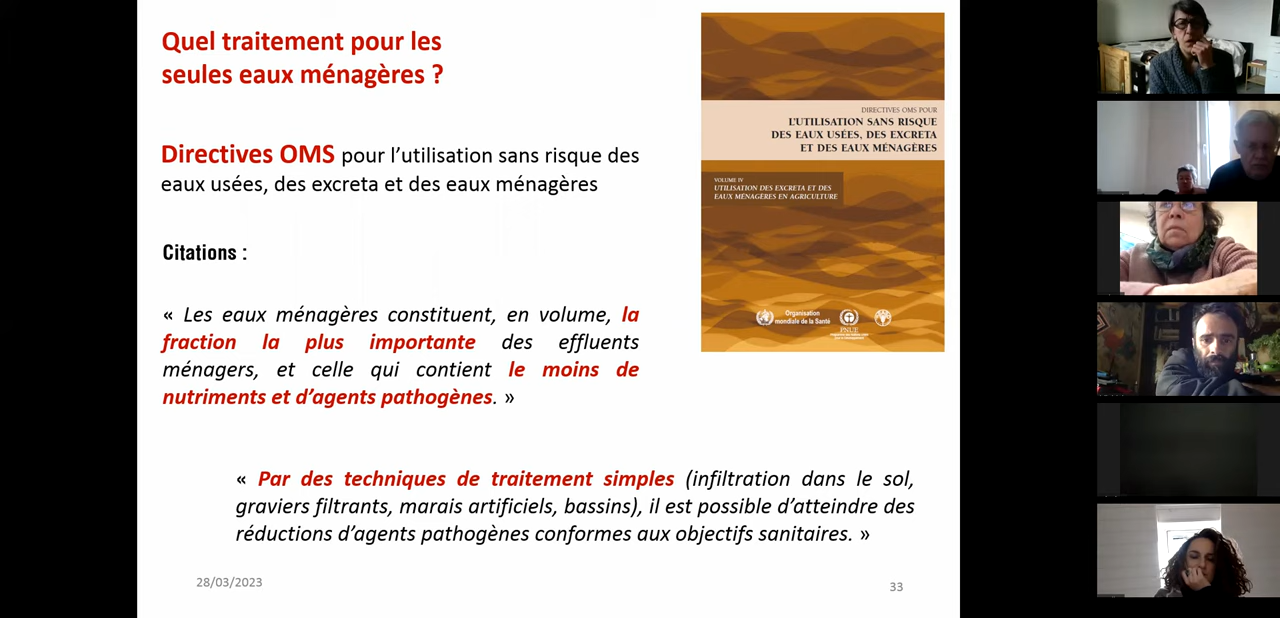 Quel traitement pour les
seules eaux ménagères ?
Directives OMS pour l’utilisation sans risque des
eaux usées, des excreta et des eaux ménagères
Citations :
« Les eaux ménagères constituent, en volume, la
fraction la plus importante des effluents
ménagers, et celle qui contient le moins de
nutriments et d’agents pathogènes. »
« Par des techniques de traitement simples (infiltration dans le sol,
graviers filtrants, marais artificiels, bassins), il est possible d’atteindre des
réductions d’agents pathogènes conformes aux objectifs sanitaires. »
28/03/2023
33
DIRECTIVES OMS POUR
L’UTILISATION SANS RISQUE
DES EAUX USÉES, DES EXCRETA
ET DES EAUX MÉNAGÈRES
VOLUME IV
UTILISATION DES EXCRETA ET DES
EAUX MÉNAGÈRES EN AGRICULTURE
Organisation
mondiale de la Santé
PNUE